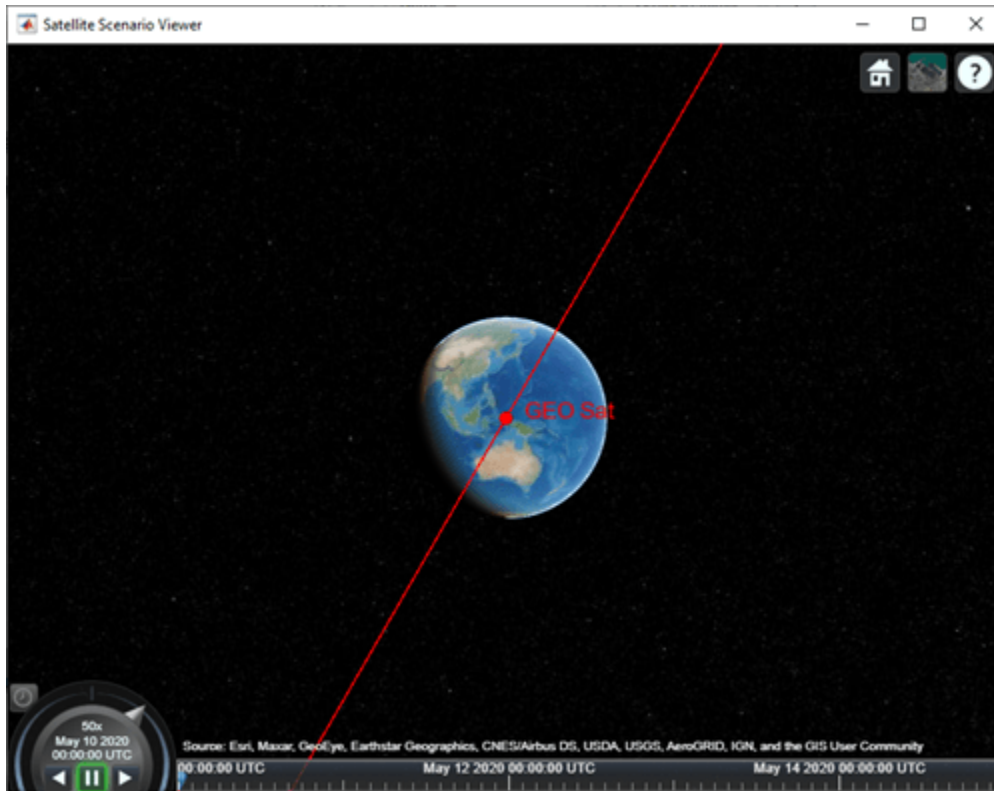 Satellite Scenario Viewer
?
GEO Sat
50x
May 10 2020
00:00:00 UTC
Source: Esri, Maxar, GeoEye, Earthstar Geographics, CNES/Airbus DS, USDA, USGS, AeroGRID, IGN, and the GIS User Community
00:00:00 UTC
May 12 2020 00:00:00 UTC
May 14 2020 00:00:00 UTC